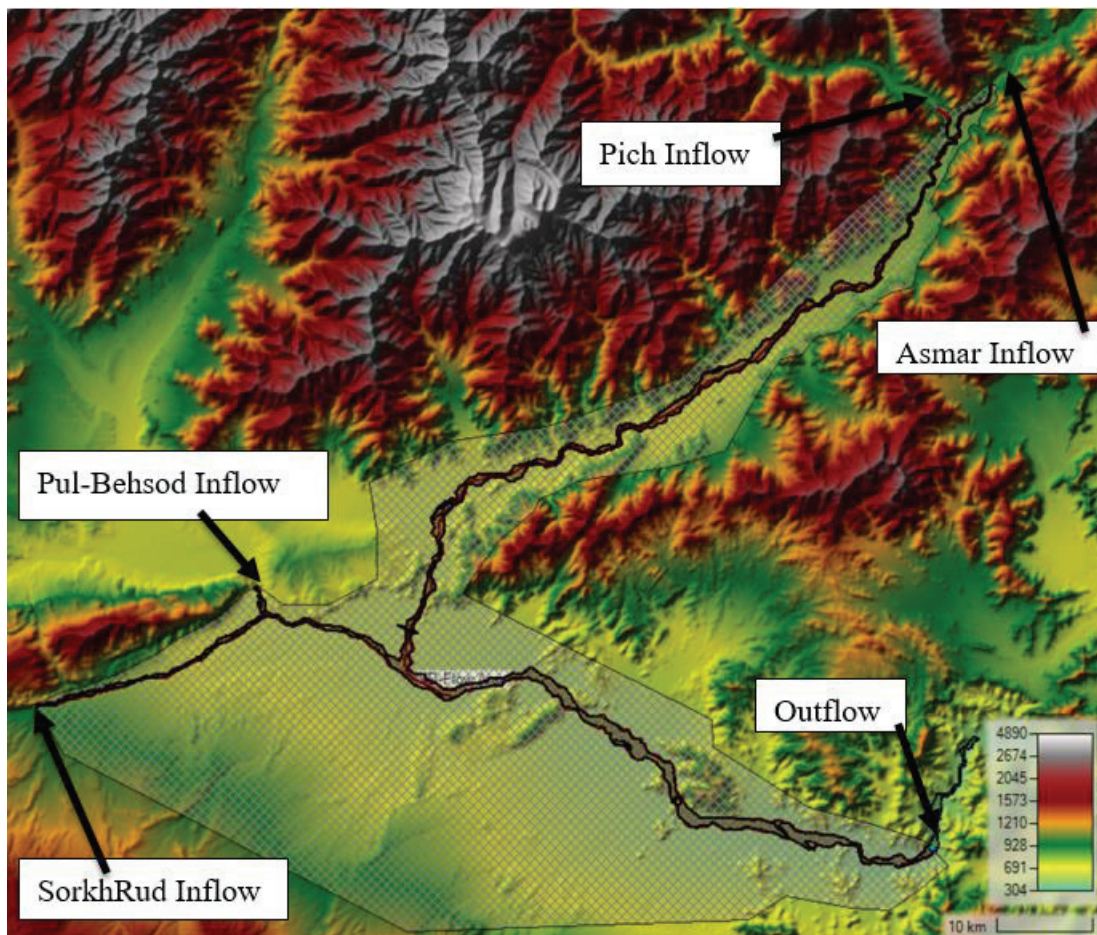 Pich Inflow
Asmar Inflow
Pul-Behsod Inflow
Outflow
SorkhRud Inflow
4890
2674
2045
1573
1210
928
691
304
10 km